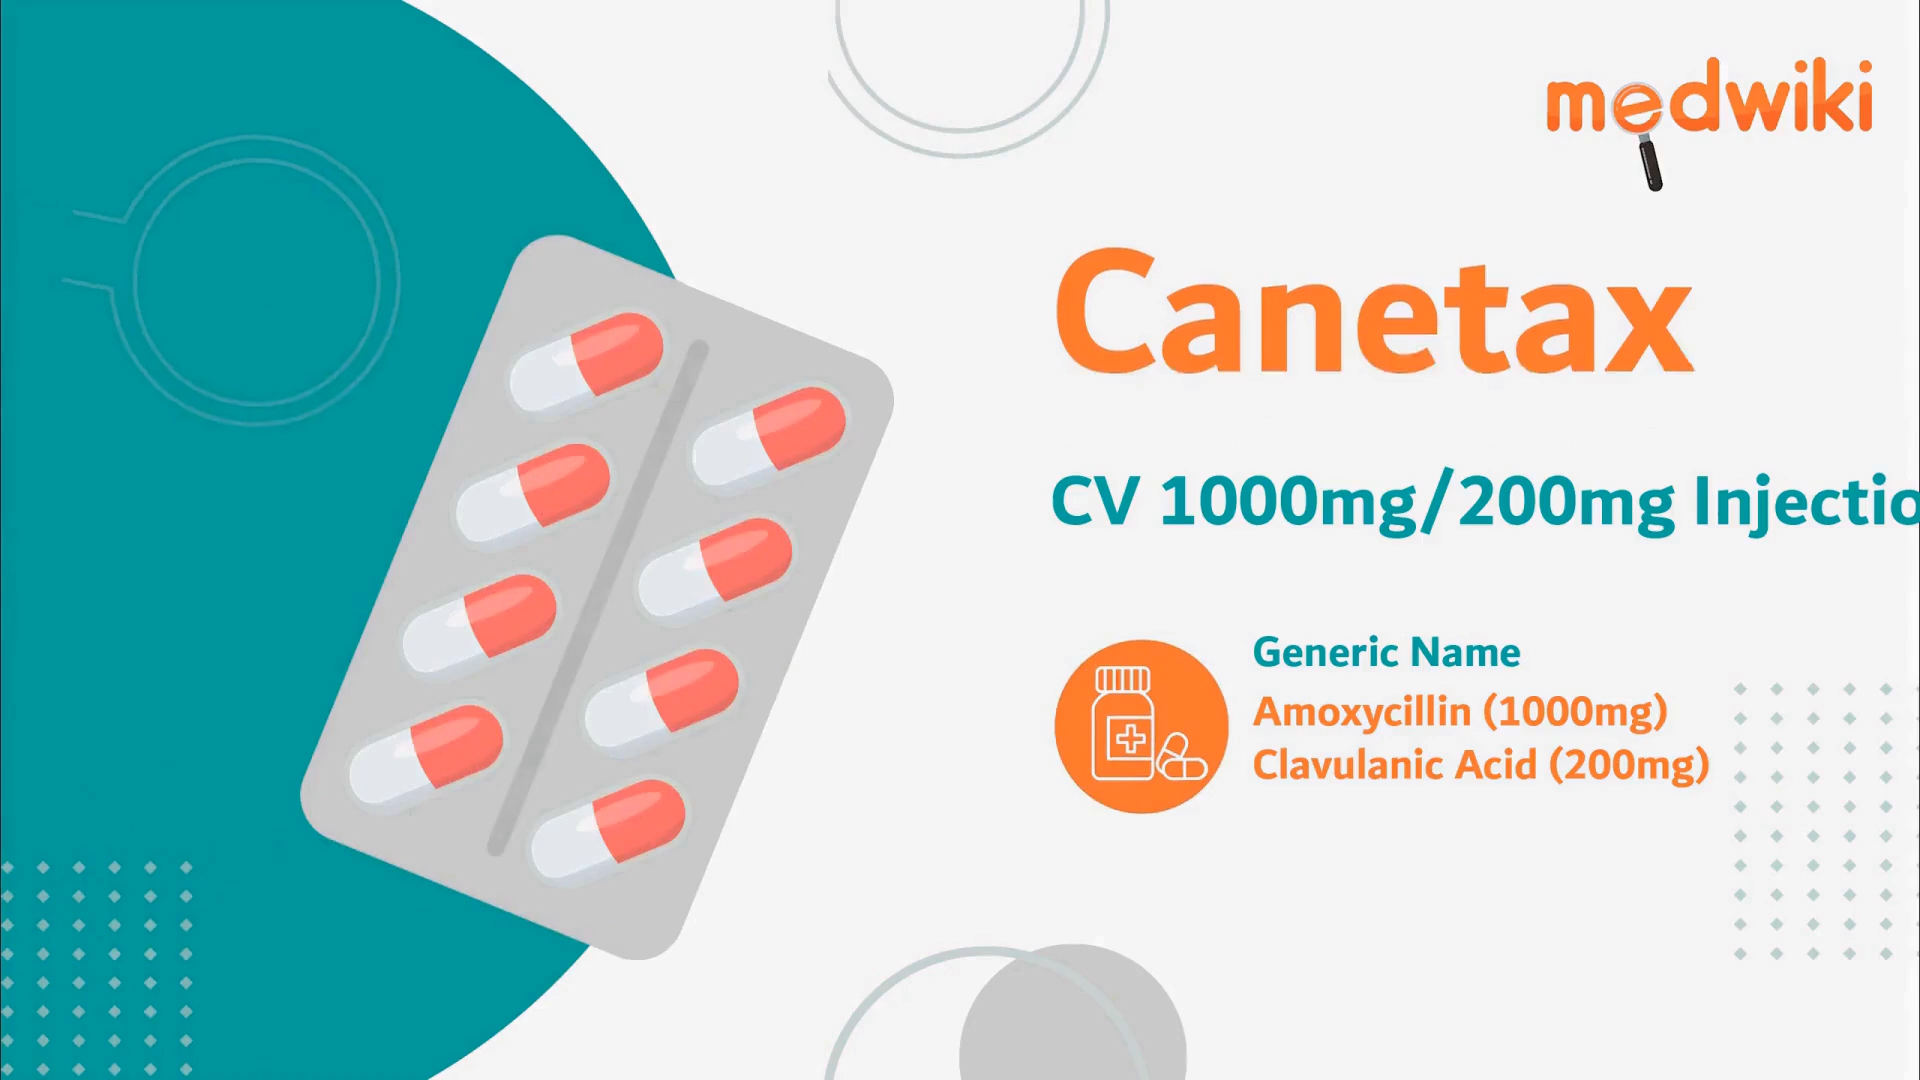 medwiki
Canetax
CV 1000mg/200mg Injectio
Generic Name
Amoxycillin (1000mg)
Clavulanic Acid (200mg)